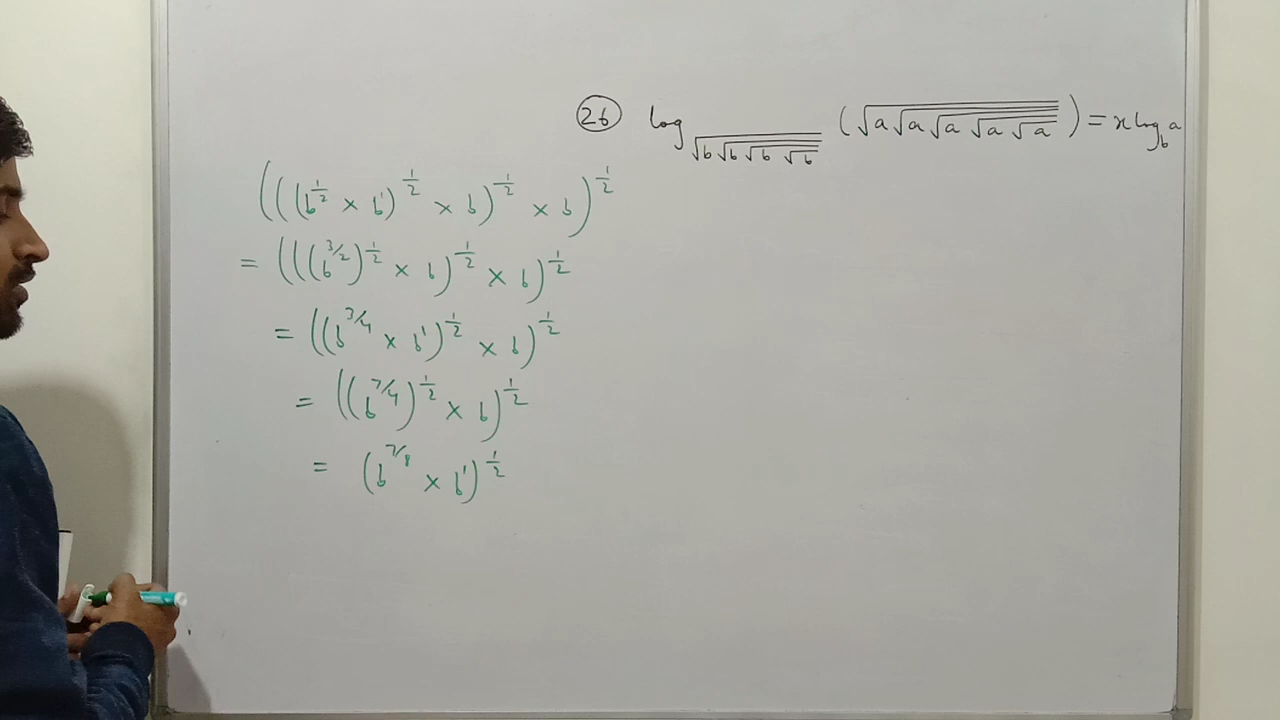 (26) log_{√(b√(b√(b√b)))} (√(a√(a√(a√(a√a))))) = x log_b a
(((b^{1/2} × b^1)^{1/2} × b)^{1/2} × b)^{1/2}
= (((b^{3/2})^{1/2} × b)^{1/2} × b)^{1/2}
= ((b^{3/4} × b^1)^{1/2} × b)^{1/2}
= ((b^{7/4})^{1/2} × b)^{1/2}
= (b^{7/8} × b^1)^{1/2}